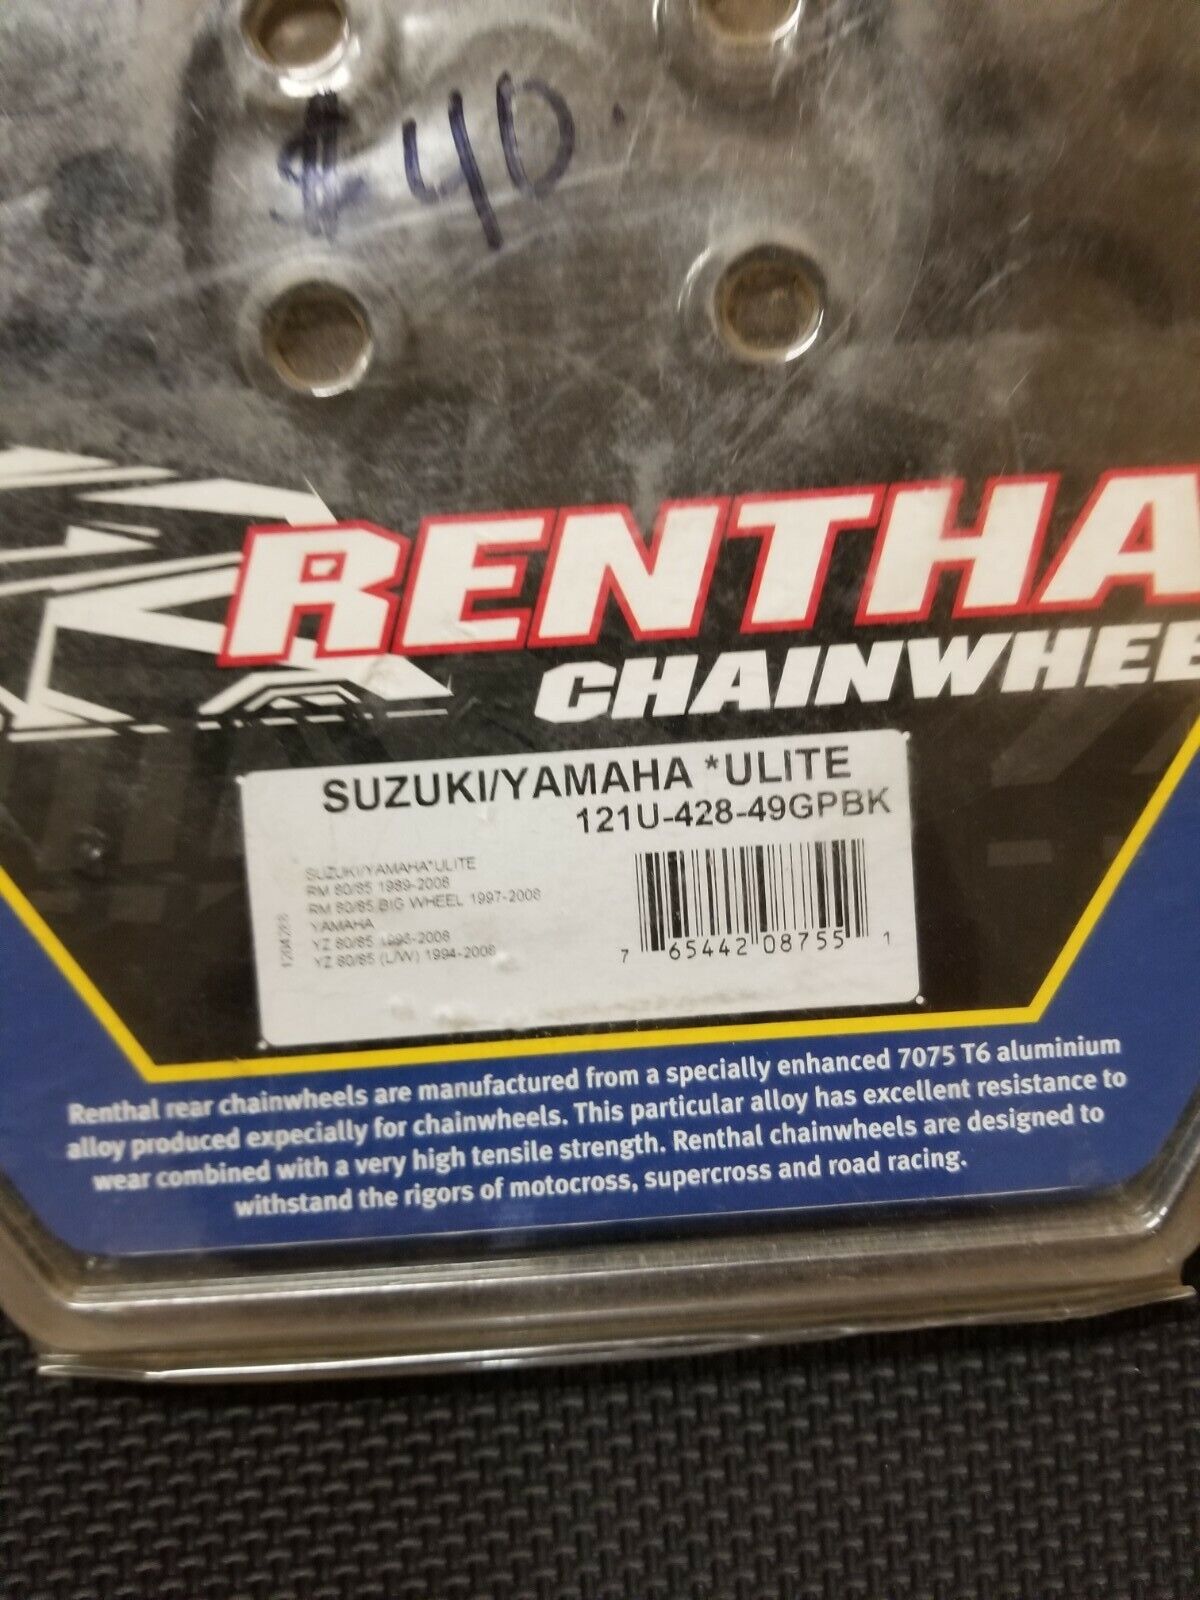 $40.
RENTHA
CHAINWHEE
SUZUKI/YAMAHA *ULITE
121U-428-49GPBK
SUZUKI/YAMAHA*ULITE
RM 80/85 1989-2008
RM 80/85 BIG WHEEL 1997-2008
YAMAHA
YZ 80/85 1993-2008
YZ 80/85 (L/W) 1994-2008
7 65442 08755 1
Renthal rear chainwheels are manufactured from a specially enhanced 7075 T6 aluminium
alloy produced expecially for chainwheels. This particular alloy has excellent resistance to
wear combined with a very high tensile strength. Renthal chainwheels are designed to
withstand the rigors of motocross, supercross and road racing.